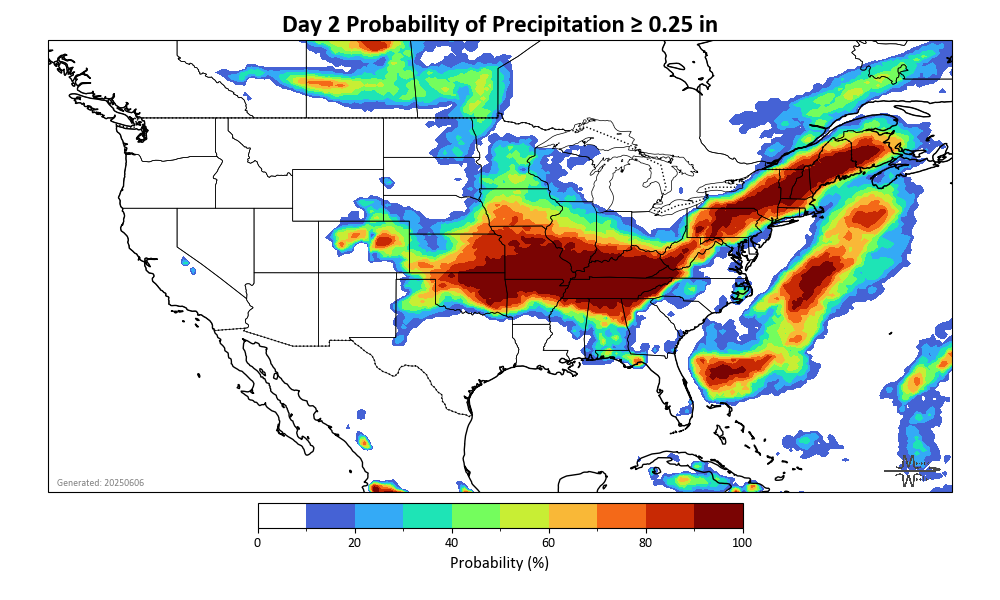 Day 2 Probability of Precipitation ≥ 0.25 in
M
W
Generated: 20250606
0 20 40 60 80 100
Probability (%)